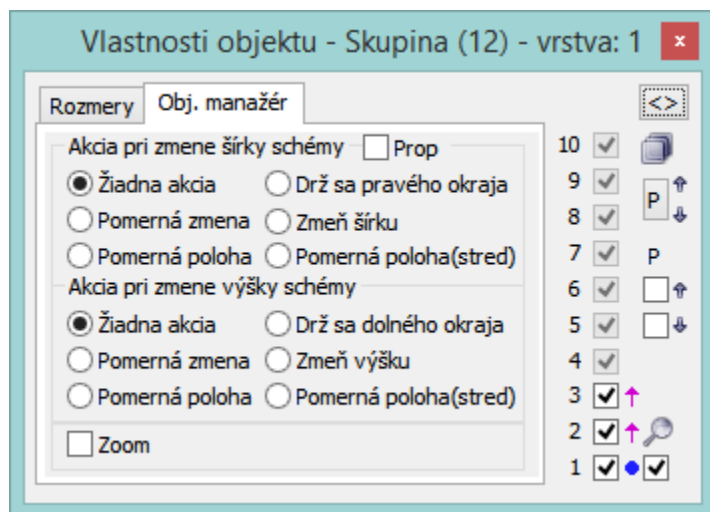 Vlastnosti objektu - Skupina (12) - vrstva: 1 x
Rozmery Obj. manažér <>
Akcia pri zmene šírky schémy Prop 10
Žiadna akcia Drž sa pravého okraja 9 P
Pomerná zmena Zmeň šírku 8
Pomerná poloha Pomerná poloha(stred) 7 P
Akcia pri zmene výšky schémy 6
Žiadna akcia Drž sa dolného okraja 5
Pomerná zmena Zmeň výšku 4
Pomerná poloha Pomerná poloha(stred) 3
Zoom 2
1